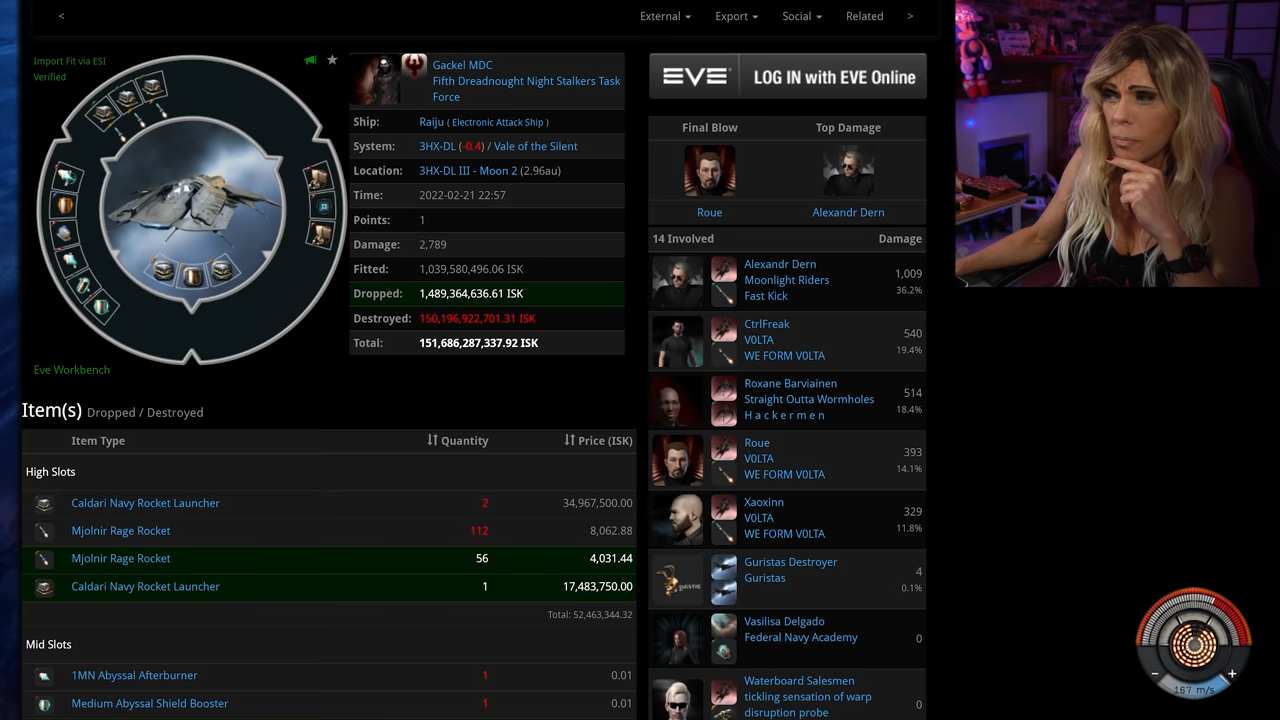 <
External
Export
Social
Related
>
Import Fit via ESI
Verified
Eve Workbench
Gackel MDC
Fifth Dreadnought Night Stalkers Task
Force
Ship: Raiju ( Electronic Attack Ship )
System: 3HX-DL (-0.4) / Vale of the Silent
Location: 3HX-DL III - Moon 2 (2.96au)
Time: 2022-02-21 22:57
Points: 1
Damage: 2,789
Fitted: 1,039,580,496.06 ISK
Dropped: 1,489,364,636.61 ISK
Destroyed: 150,196,922,701.31 ISK
Total: 151,686,287,337.92 ISK
Item(s) Dropped / Destroyed
Item Type Quantity Price (ISK)
High Slots
Caldari Navy Rocket Launcher 2 34,967,500.00
Mjolnir Rage Rocket 112 8,062.88
Mjolnir Rage Rocket 56 4,031.44
Caldari Navy Rocket Launcher 1 17,483,750.00
Total: 52,463,344.32
Mid Slots
1MN Abyssal Afterburner 1 0.01
Medium Abyssal Shield Booster 1 0.01
EVE LOG IN with EVE Online
Final Blow Top Damage
Roue Alexandr Dern
14 Involved Damage
Alexandr Dern
Moonlight Riders
Fast Kick
1,009
36.2%
CtrlFreak
V0LTA
WE FORM V0LTA
540
19.4%
Roxane Barviainen
Straight Outta Wormholes
H a c k e r m e n
514
18.4%
Roue
V0LTA
WE FORM V0LTA
393
14.1%
Xaoxinn
V0LTA
WE FORM V0LTA
329
11.8%
Guristas Destroyer
Guristas
4
0.1%
GURISTAS
Vasilisa Delgado
Federal Navy Academy
0
Waterboard Salesmen
tickling sensation of warp
disruption probe
0
- +
167 m/s